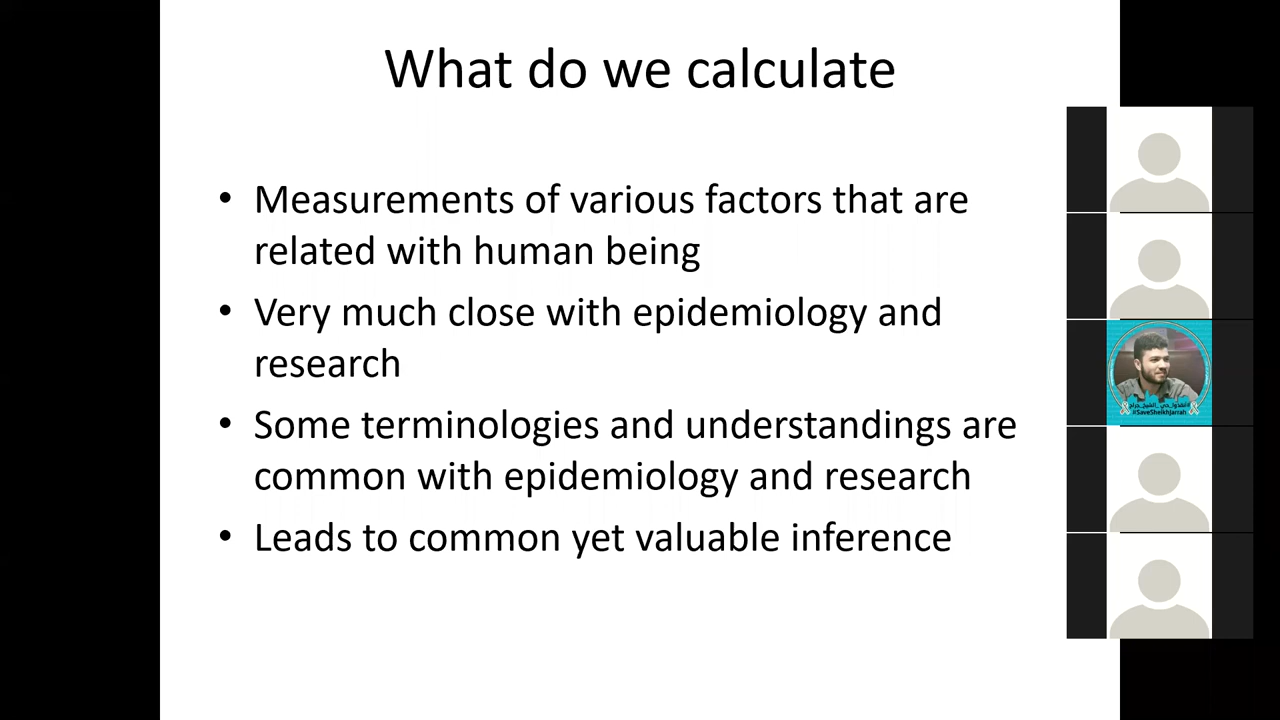 What do we calculate
• Measurements of various factors that are
related with human being
• Very much close with epidemiology and
research
• Some terminologies and understandings are
common with epidemiology and research
• Leads to common yet valuable inference
#أنقذوا_حي_الشيخ_جراح
#SaveSheikhJarrah